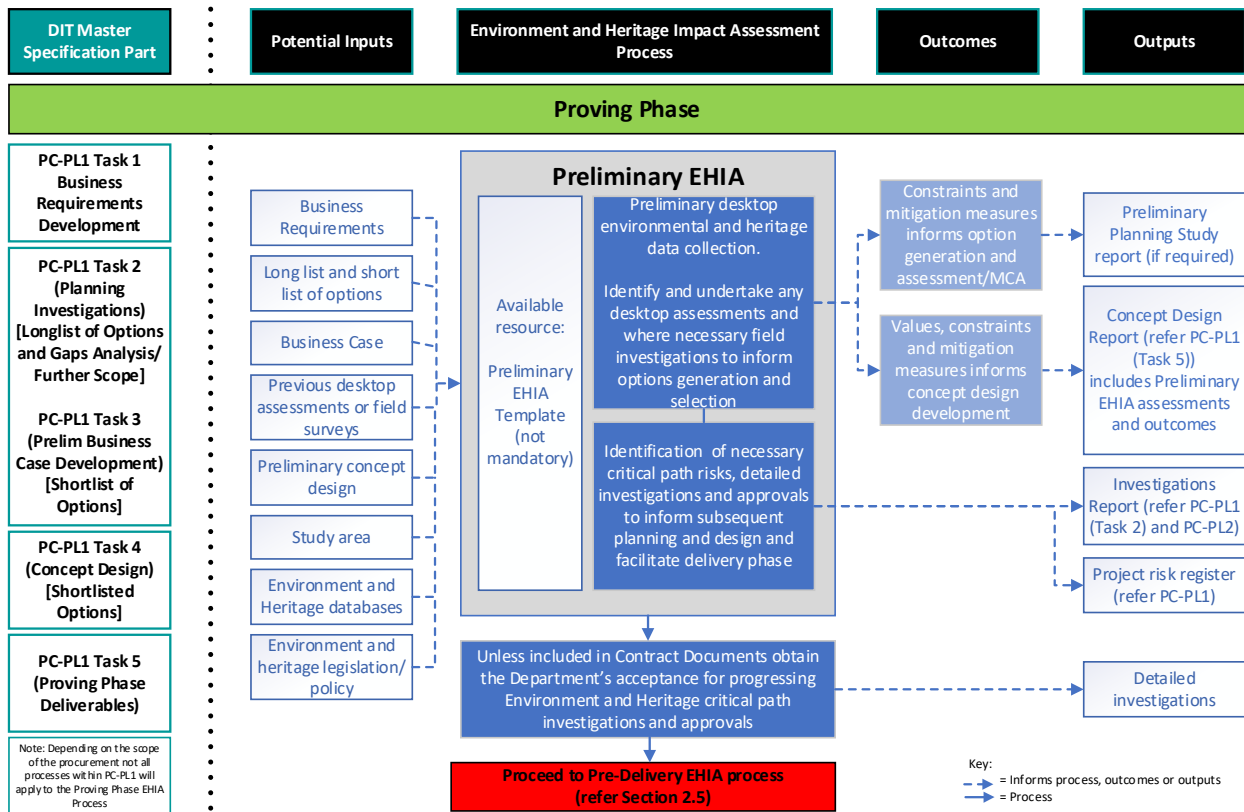 DIT Master
Specification Part
Potential Inputs
Environment and Heritage Impact Assessment
Process
Outcomes
Outputs
Proving Phase
PC-PL1 Task 1
Business
Requirements
Development
PC-PL1 Task 2
(Planning
Investigations)
[Longlist of Options
and Gaps Analysis/
Further Scope]
PC-PL1 Task 3
(Prelim Business
Case Development)
[Shortlist of
Options]
PC-PL1 Task 4
(Concept Design)
[Shortlisted
Options]
PC-PL1 Task 5
(Proving Phase
Deliverables)
Note: Depending on the scope
of the procurement not all
processes within PC-PL1 will
apply to the Proving Phase EHIA
Process
Business
Requirements
Long list and short
list of options
Business Case
Previous desktop
assessments or field
surveys
Preliminary concept
design
Study area
Environment and
Heritage databases
Environment and
heritage legislation/
policy
Preliminary EHIA
Available
resource:
Preliminary
EHIA
Template
(not
mandatory)
Preliminary desktop
environmental and heritage
data collection.
Identify and undertake any
desktop assessments and
where necessary field
investigations to inform
options generation and
selection
Identification of necessary
critical path risks, detailed
investigations and approvals
to inform subsequent
planning and design and
facilitate delivery phase
Unless included in Contract Documents obtain
the Department's acceptance for progressing
Environment and Heritage critical path
investigations and approvals
Proceed to Pre-Delivery EHIA process
(refer Section 2.5)
Constraints and
mitigation measures
informs option
generation and
assessment/MCA
Values, constraints
and mitigation
measures informs
concept design
development
Preliminary
Planning Study
report (if required)
Concept Design
Report (refer PC-PL1
(Task 5))
includes Preliminary
EHIA assessments
and outcomes
Investigations
Report (refer PC-PL1
(Task 2) and PC-PL2)
Project risk register
(refer PC-PL1)
Detailed
investigations
Key:
= Informs process, outcomes or outputs
= Process